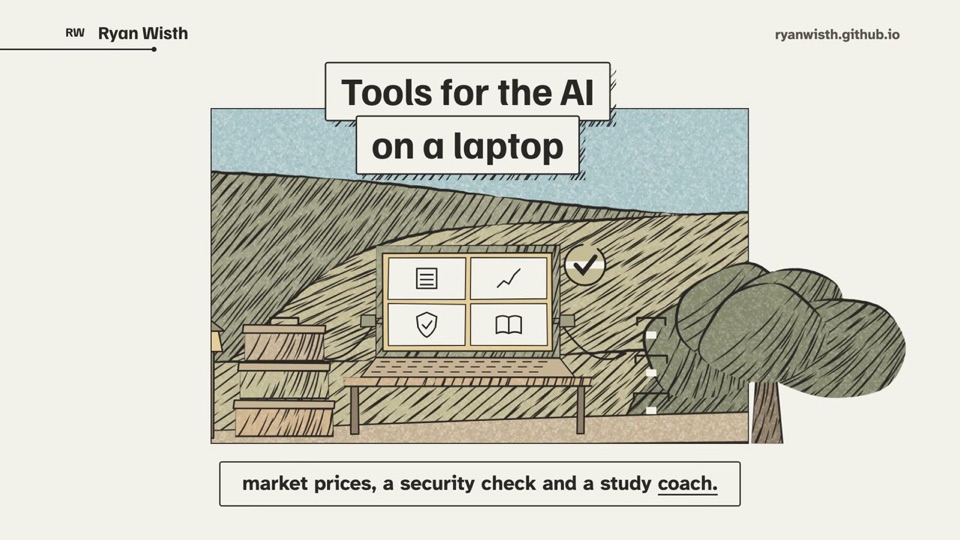 RW Ryan Wisth
ryanwisth.github.io
Tools for the AI
on a laptop
market prices, a security check and a study coach.